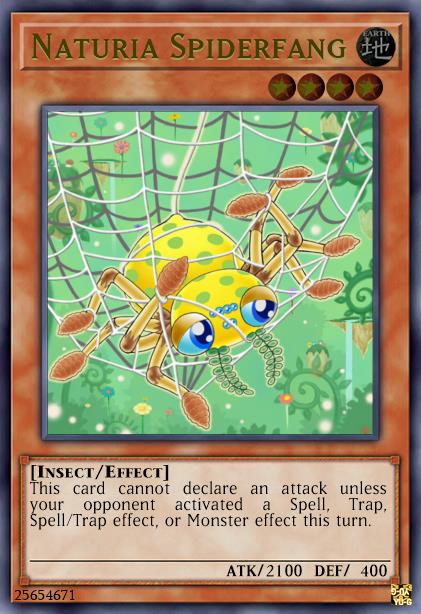 Naturia Spiderfang
EARTH
地
[Insect/Effect]
This card cannot declare an attack unless
your opponent activated a Spell, Trap,
Spell/Trap effect, or Monster effect this turn.
ATK/2100 DEF/ 400
25654671